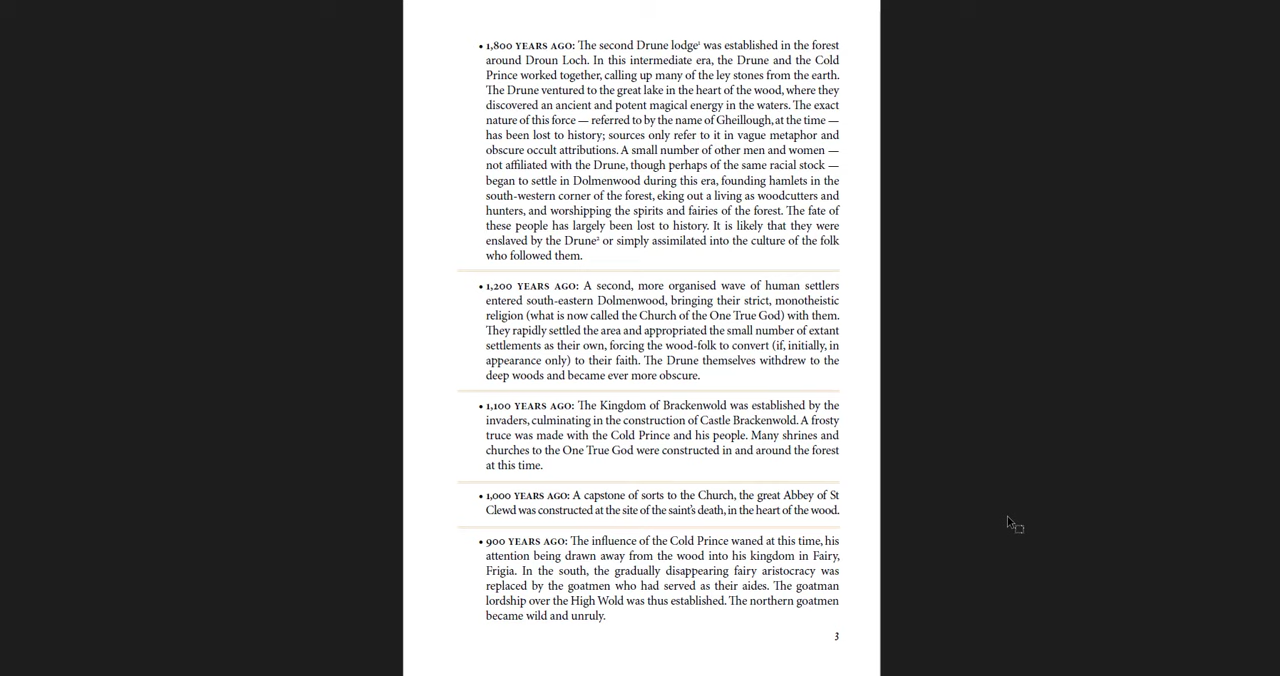 • 1,800 YEARS AGO: The second Drune lodge¹ was established in the forest
around Droun Loch. In this intermediate era, the Drune and the Cold
Prince worked together, calling up many of the ley stones from the earth.
The Drune ventured to the great lake in the heart of the wood, where they
discovered an ancient and potent magical energy in the waters. The exact
nature of this force — referred to by the name of Gheillough, at the time —
has been lost to history; sources only refer to it in vague metaphor and
obscure occult attributions. A small number of other men and women —
not affiliated with the Drune, though perhaps of the same racial stock —
began to settle in Dolmenwood during this era, founding hamlets in the
south-western corner of the forest, eking out a living as woodcutters and
hunters, and worshipping the spirits and fairies of the forest. The fate of
these people has largely been lost to history. It is likely that they were
enslaved by the Drune² or simply assimilated into the culture of the folk
who followed them.
• 1,200 YEARS AGO: A second, more organised wave of human settlers
entered south-eastern Dolmenwood, bringing their strict, monotheistic
religion (what is now called the Church of the One True God) with them.
They rapidly settled the area and appropriated the small number of extant
settlements as their own, forcing the wood-folk to convert (if, initially, in
appearance only) to their faith. The Drune themselves withdrew to the
deep woods and became ever more obscure.
• 1,100 YEARS AGO: The Kingdom of Brackenwold was established by the
invaders, culminating in the construction of Castle Brackenwold. A frosty
truce was made with the Cold Prince and his people. Many shrines and
churches to the One True God were constructed in and around the forest
at this time.
• 1,000 YEARS AGO: A capstone of sorts to the Church, the great Abbey of St
Clewd was constructed at the site of the saint's death, in the heart of the wood.
• 900 YEARS AGO: The influence of the Cold Prince waned at this time, his
attention being drawn away from the wood into his kingdom in Fairy,
Frigia. In the south, the gradually disappearing fairy aristocracy was
replaced by the goatmen who had served as their aides. The goatman
lordship over the High Wold was thus established. The northern goatmen
became wild and unruly.
3